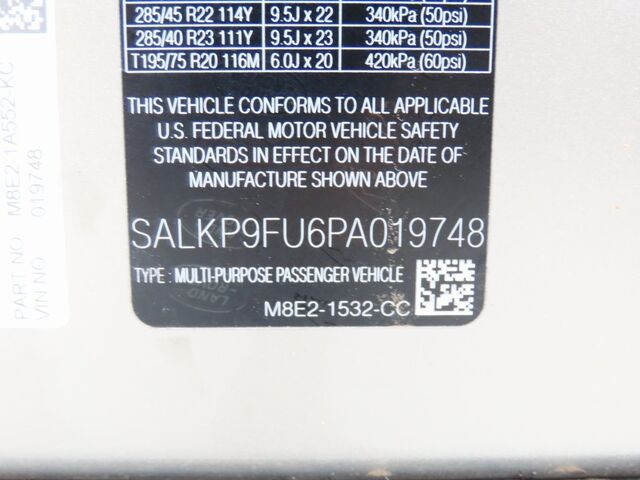 285/45 R22 114Y 9.5J x 22 340kPa (50psi)
285/40 R23 111Y 9.5J x 23 340kPa (50psi)
T195/75 R20 116M 6.0J x 20 420kPa (60psi)
THIS VEHICLE CONFORMS TO ALL APPLICABLE
U.S. FEDERAL MOTOR VEHICLE SAFETY
STANDARDS IN EFFECT ON THE DATE OF
MANUFACTURE SHOWN ABOVE
SALKP9FU6PA019748
TYPE : MULTI-PURPOSE PASSENGER VEHICLE
M8E2-1532-CC
PART NO M8E2 1A552-KC
VIN NO 019748
LAND
ROVER